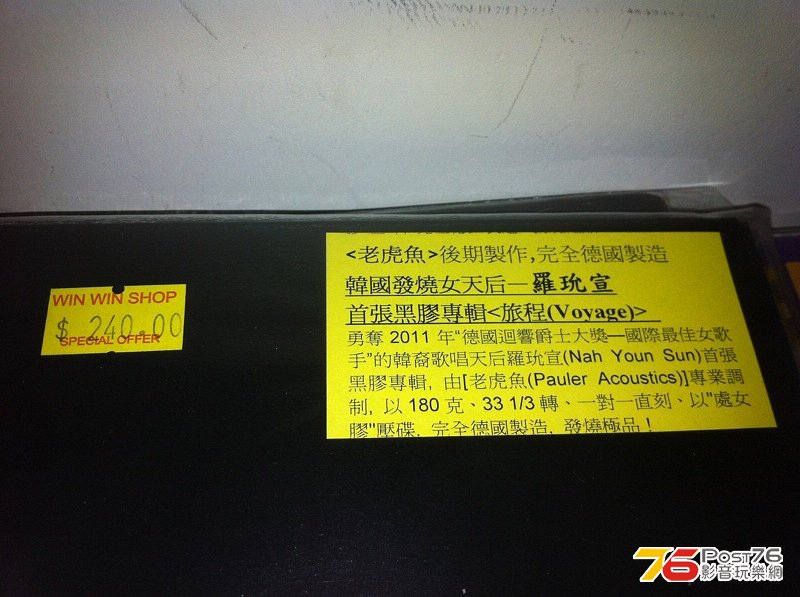 WIN WIN SHOP
$ 240.00
SPECIAL OFFER
<老虎魚>後期製作,完全德國製造
韓國發燒女天后—羅玧宣
首張黑膠專輯<旅程(Voyage)>
勇奪 2011 年“德國迴響爵士大獎—國際最佳女歌
手”的韓裔歌唱天后羅玧宣(Nah Youn Sun)首張
黑膠專輯, 由[老虎魚(Pauler Acoustics)]專業調
制, 以 180 克、33 1/3 轉、一對一直刻、以"處女
膠"壓碟, 完全德國製造, 發燒極品！
76 POST76
影音玩樂網